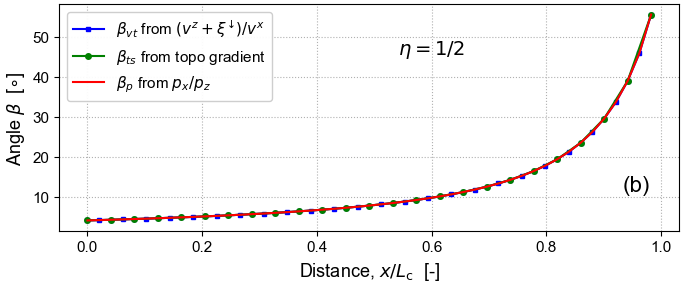 β_vt from (v^z + ξ^↓)/v^x
β_ts from topo gradient
β_p from p_x/p_z
η = 1/2
(b)
Angle β [∘]
50
40
30
20
10
0.0 0.2 0.4 0.6 0.8 1.0
Distance, x/L_c [-]